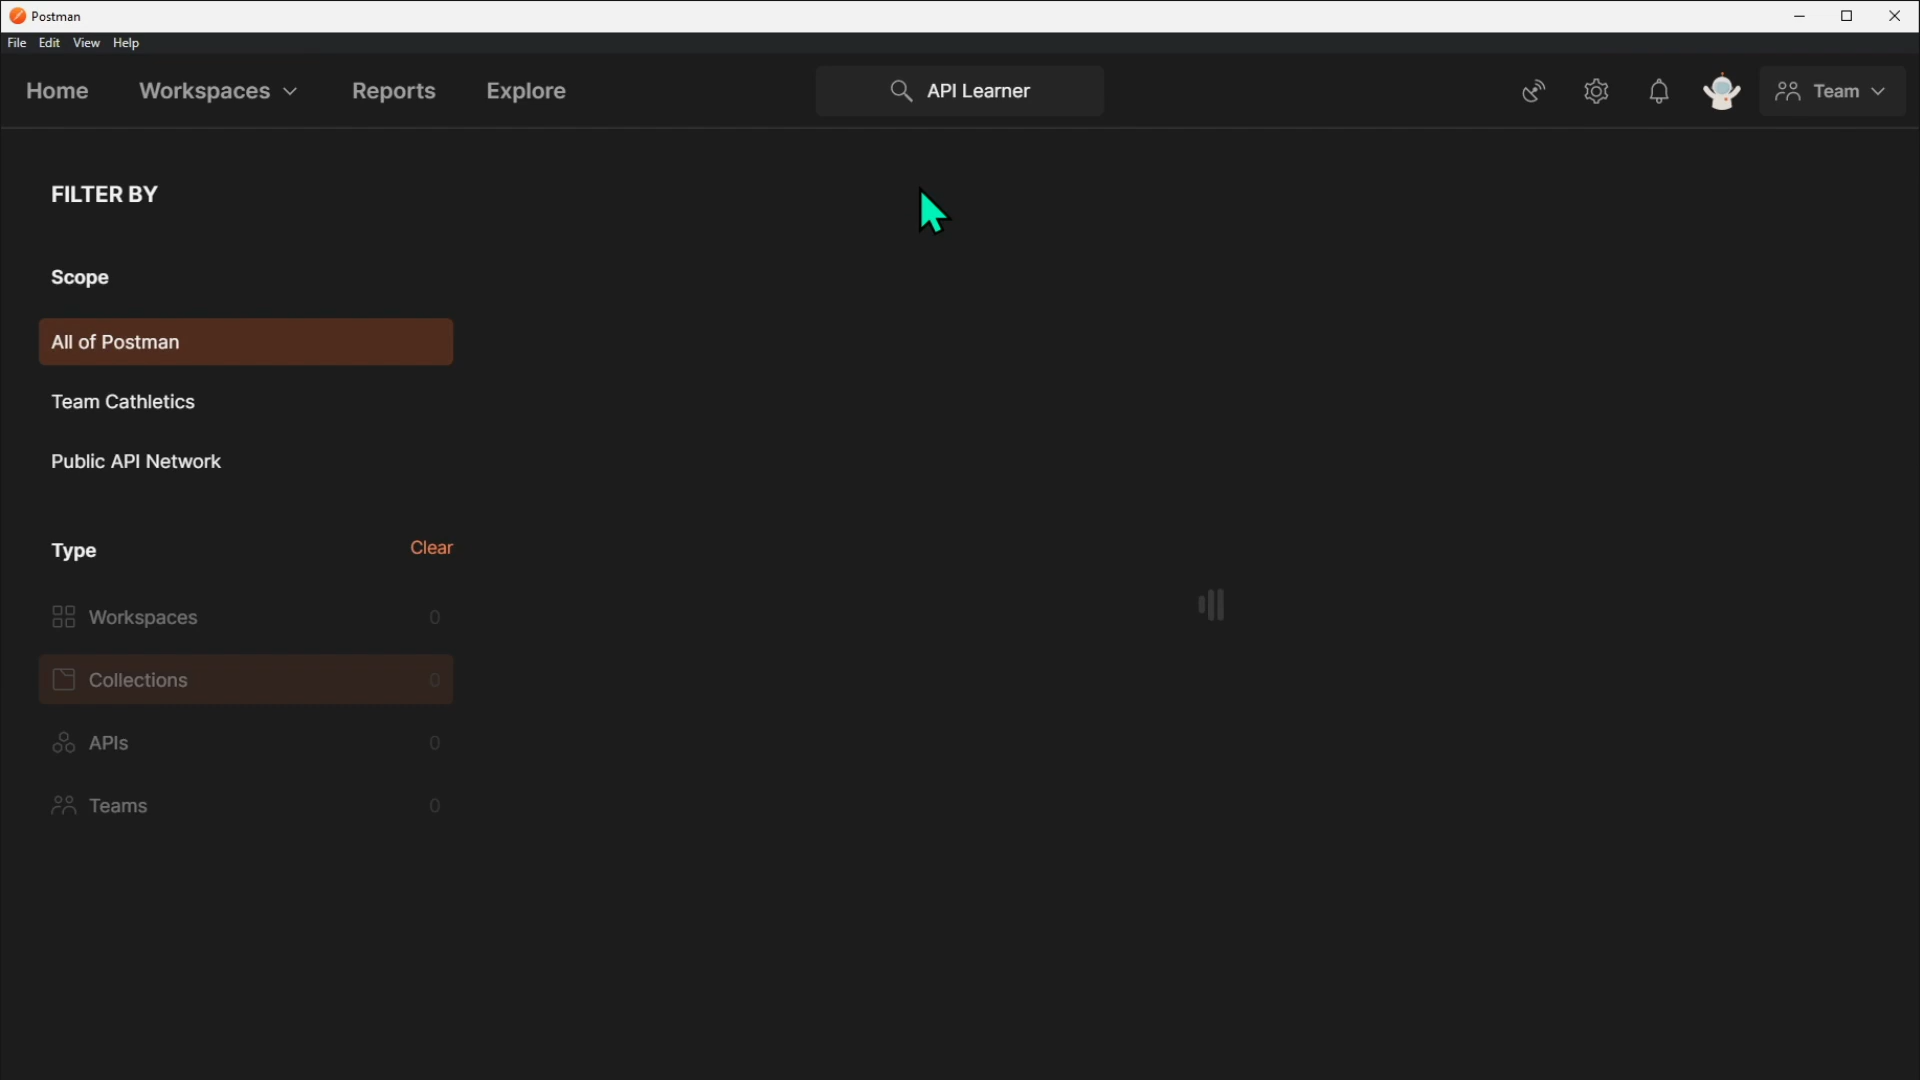 Postman
File Edit View Help
Home Workspaces Reports Explore API Learner Team
FILTER BY
Scope
All of Postman
Team Cathletics
Public API Network
Type Clear
Workspaces 0
Collections 0
APIs 0
Teams 0